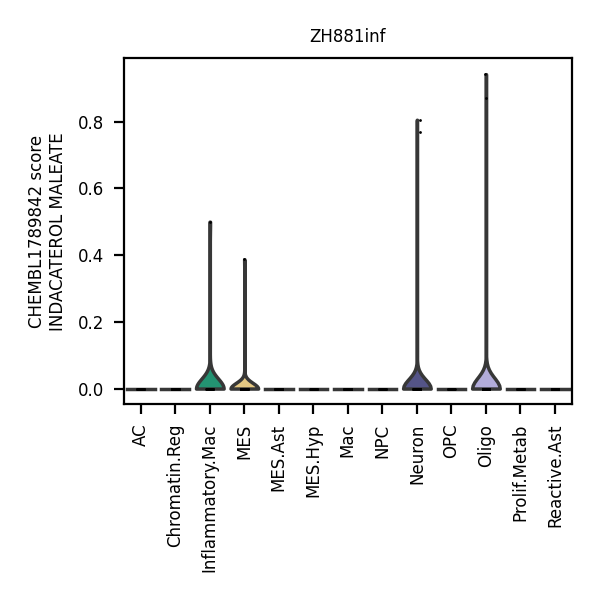 ZH881inf
CHEMBL1789842 score
INDACATEROL MALEATE
0.8
0.6
0.4
0.2
0.0
AC
Chromatin.Reg
Inflammatory.Mac
MES
MES.Ast
MES.Hyp
Mac
NPC
Neuron
OPC
Oligo
Prolif.Metab
Reactive.Ast